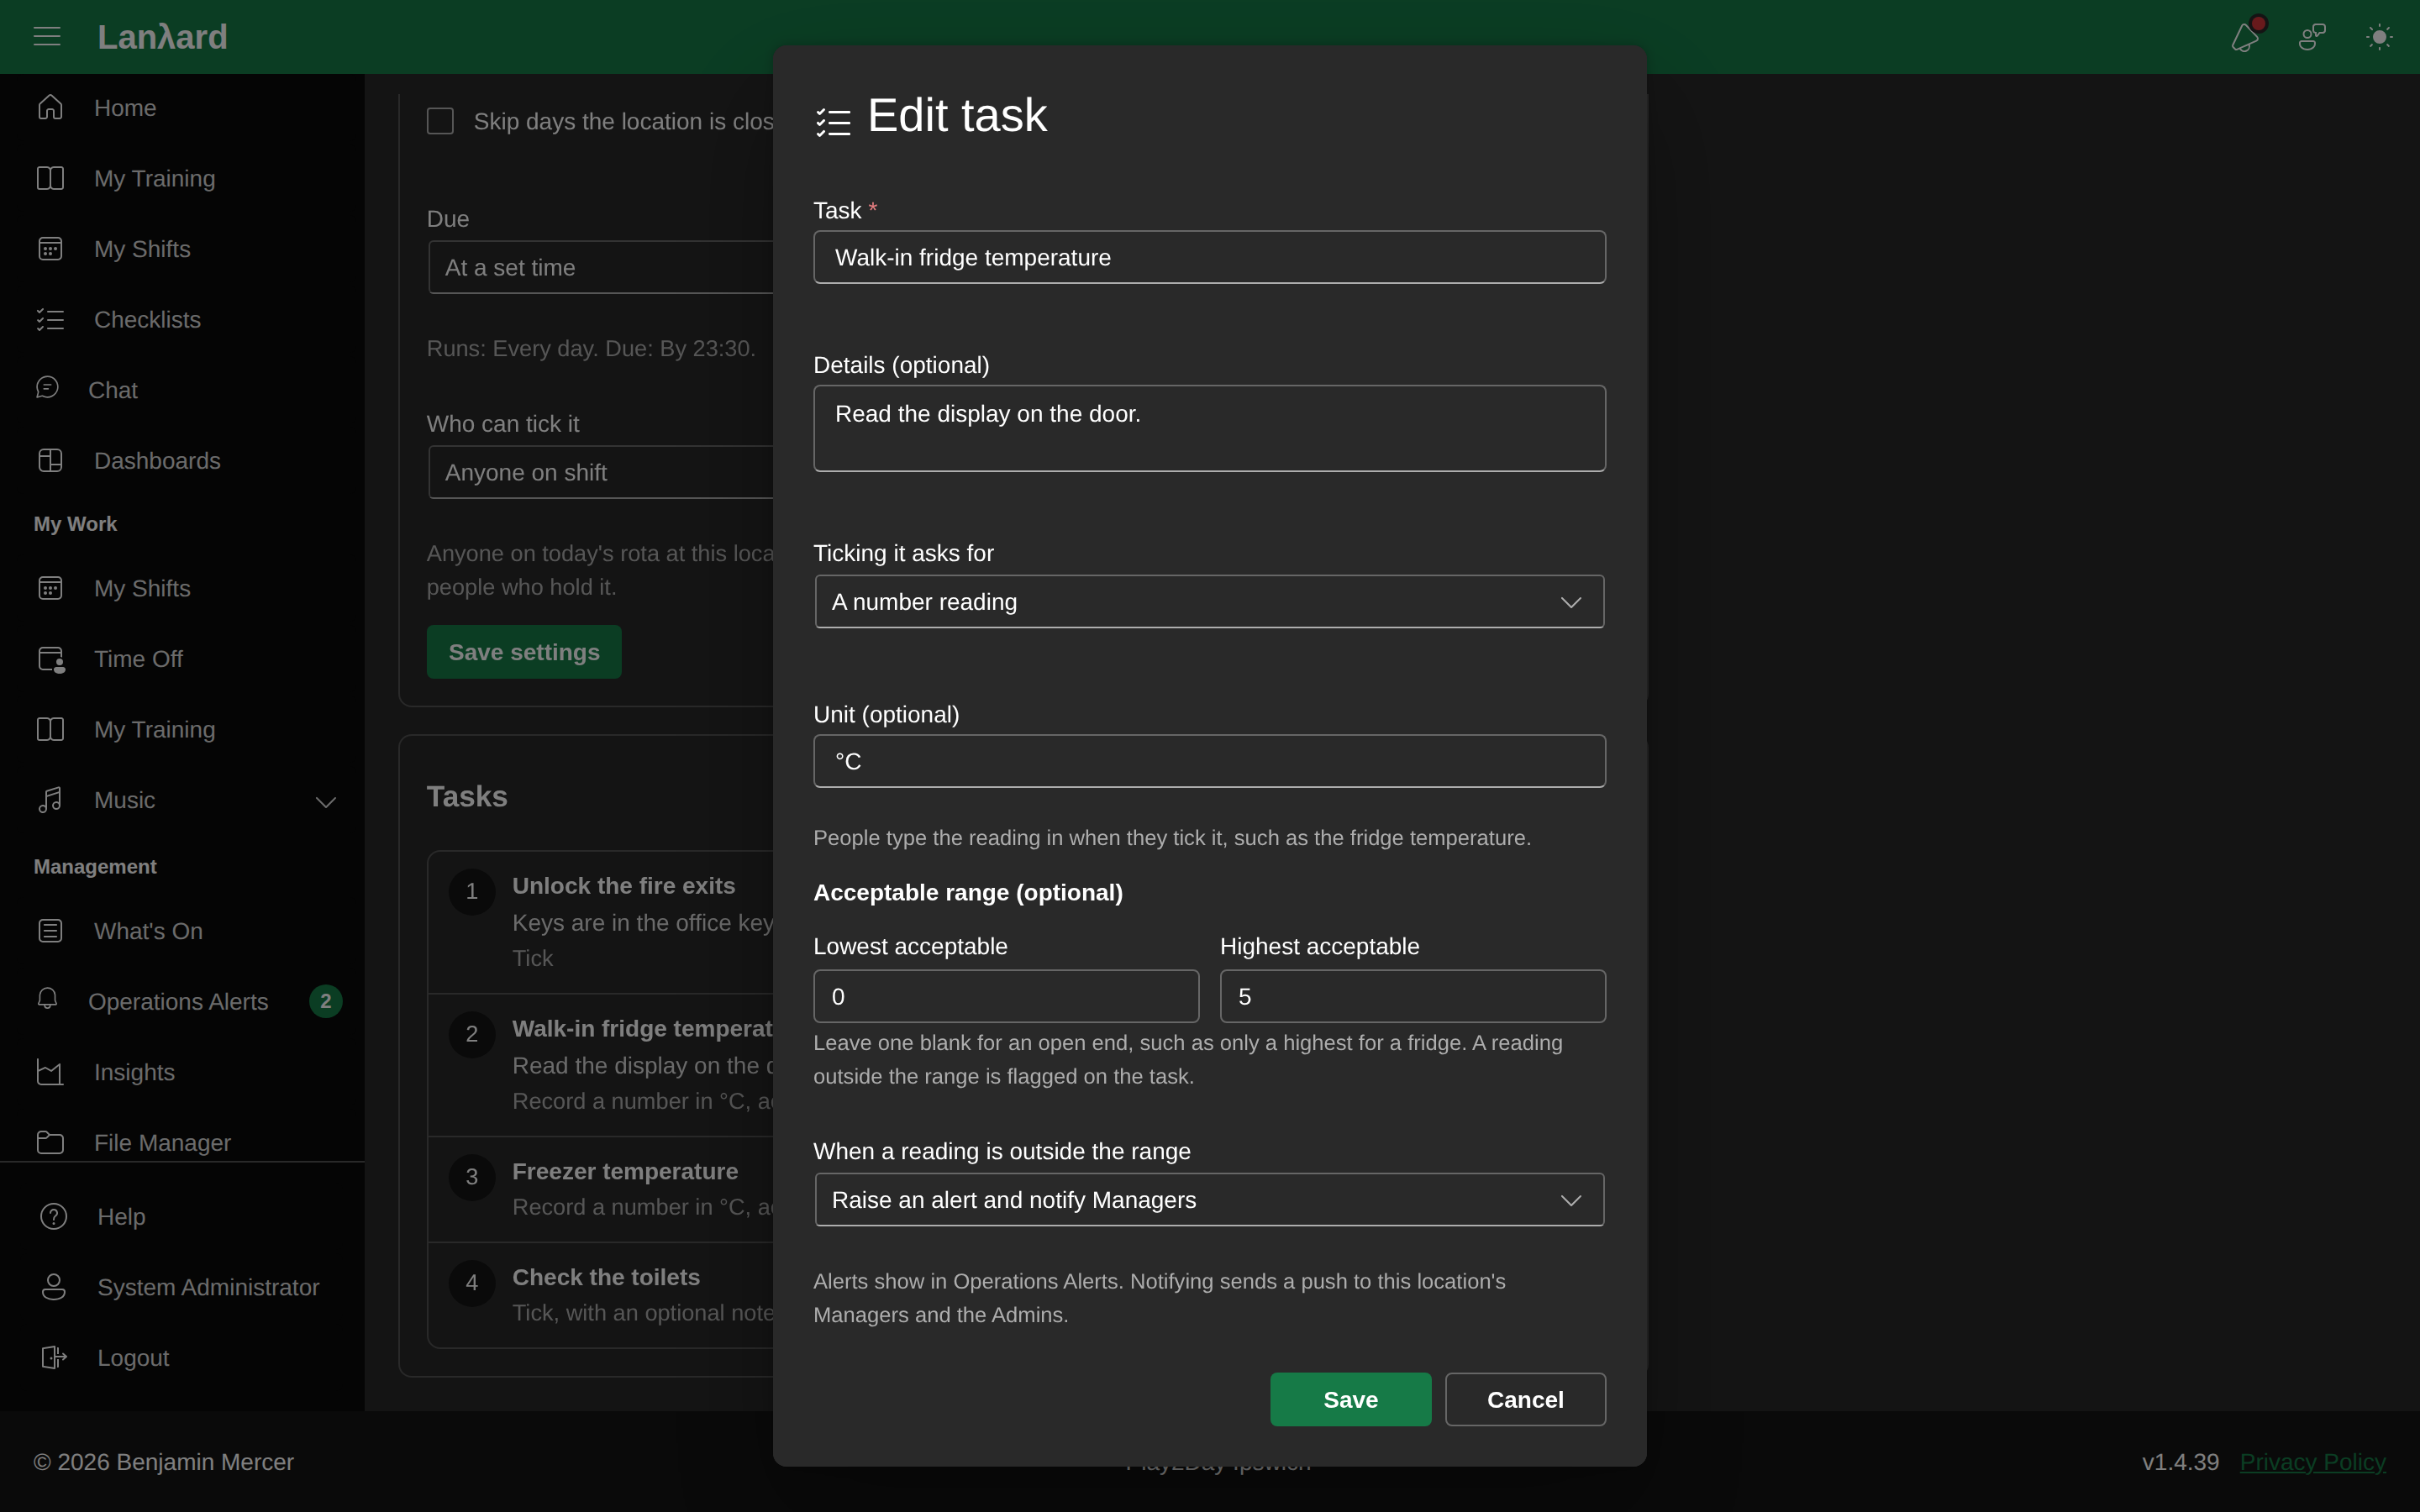 Lanλard
Home
My Training
My Shifts
Checklists
Chat
Dashboards
My Work
My Shifts
Time Off
My Training
Music
Management
What's On
Operations Alerts 2
Insights
File Manager
Help
System Administrator
Logout
Skip days the location is clos
Due
At a set time
Runs: Every day. Due: By 23:30.
Who can tick it
Anyone on shift
Anyone on today's rota at this loca
people who hold it.
Save settings
Tasks
1 Unlock the fire exits
Keys are in the office key
Tick
2 Walk-in fridge temperat
Read the display on the d
Record a number in °C, ac
3 Freezer temperature
Record a number in °C, ac
4 Check the toilets
Tick, with an optional note
Edit task
Task *
Walk-in fridge temperature
Details (optional)
Read the display on the door.
Ticking it asks for
A number reading
Unit (optional)
°C
People type the reading in when they tick it, such as the fridge temperature.
Acceptable range (optional)
Lowest acceptable Highest acceptable
0 5
Leave one blank for an open end, such as only a highest for a fridge. A reading
outside the range is flagged on the task.
When a reading is outside the range
Raise an alert and notify Managers
Alerts show in Operations Alerts. Notifying sends a push to this location's
Managers and the Admins.
Save Cancel
© 2026 Benjamin Mercer
v1.4.39 Privacy Policy